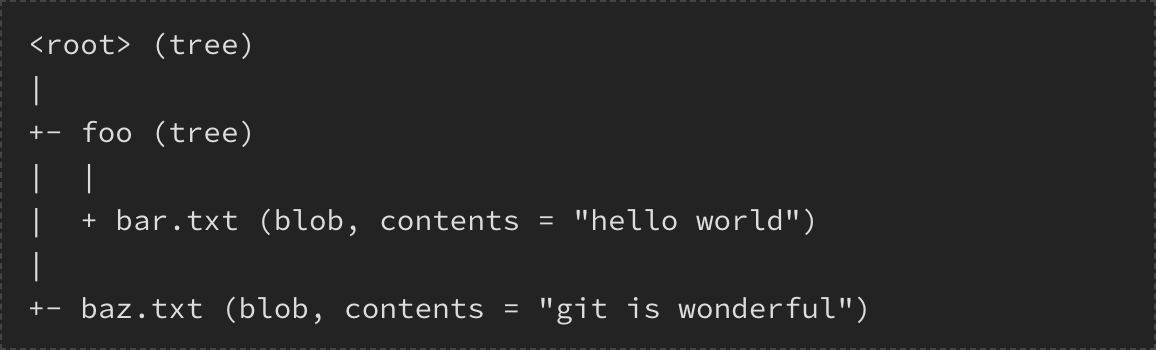 <root> (tree)
|
+- foo (tree)
|  |
|  + bar.txt (blob, contents = "hello world")
|
+- baz.txt (blob, contents = "git is wonderful")